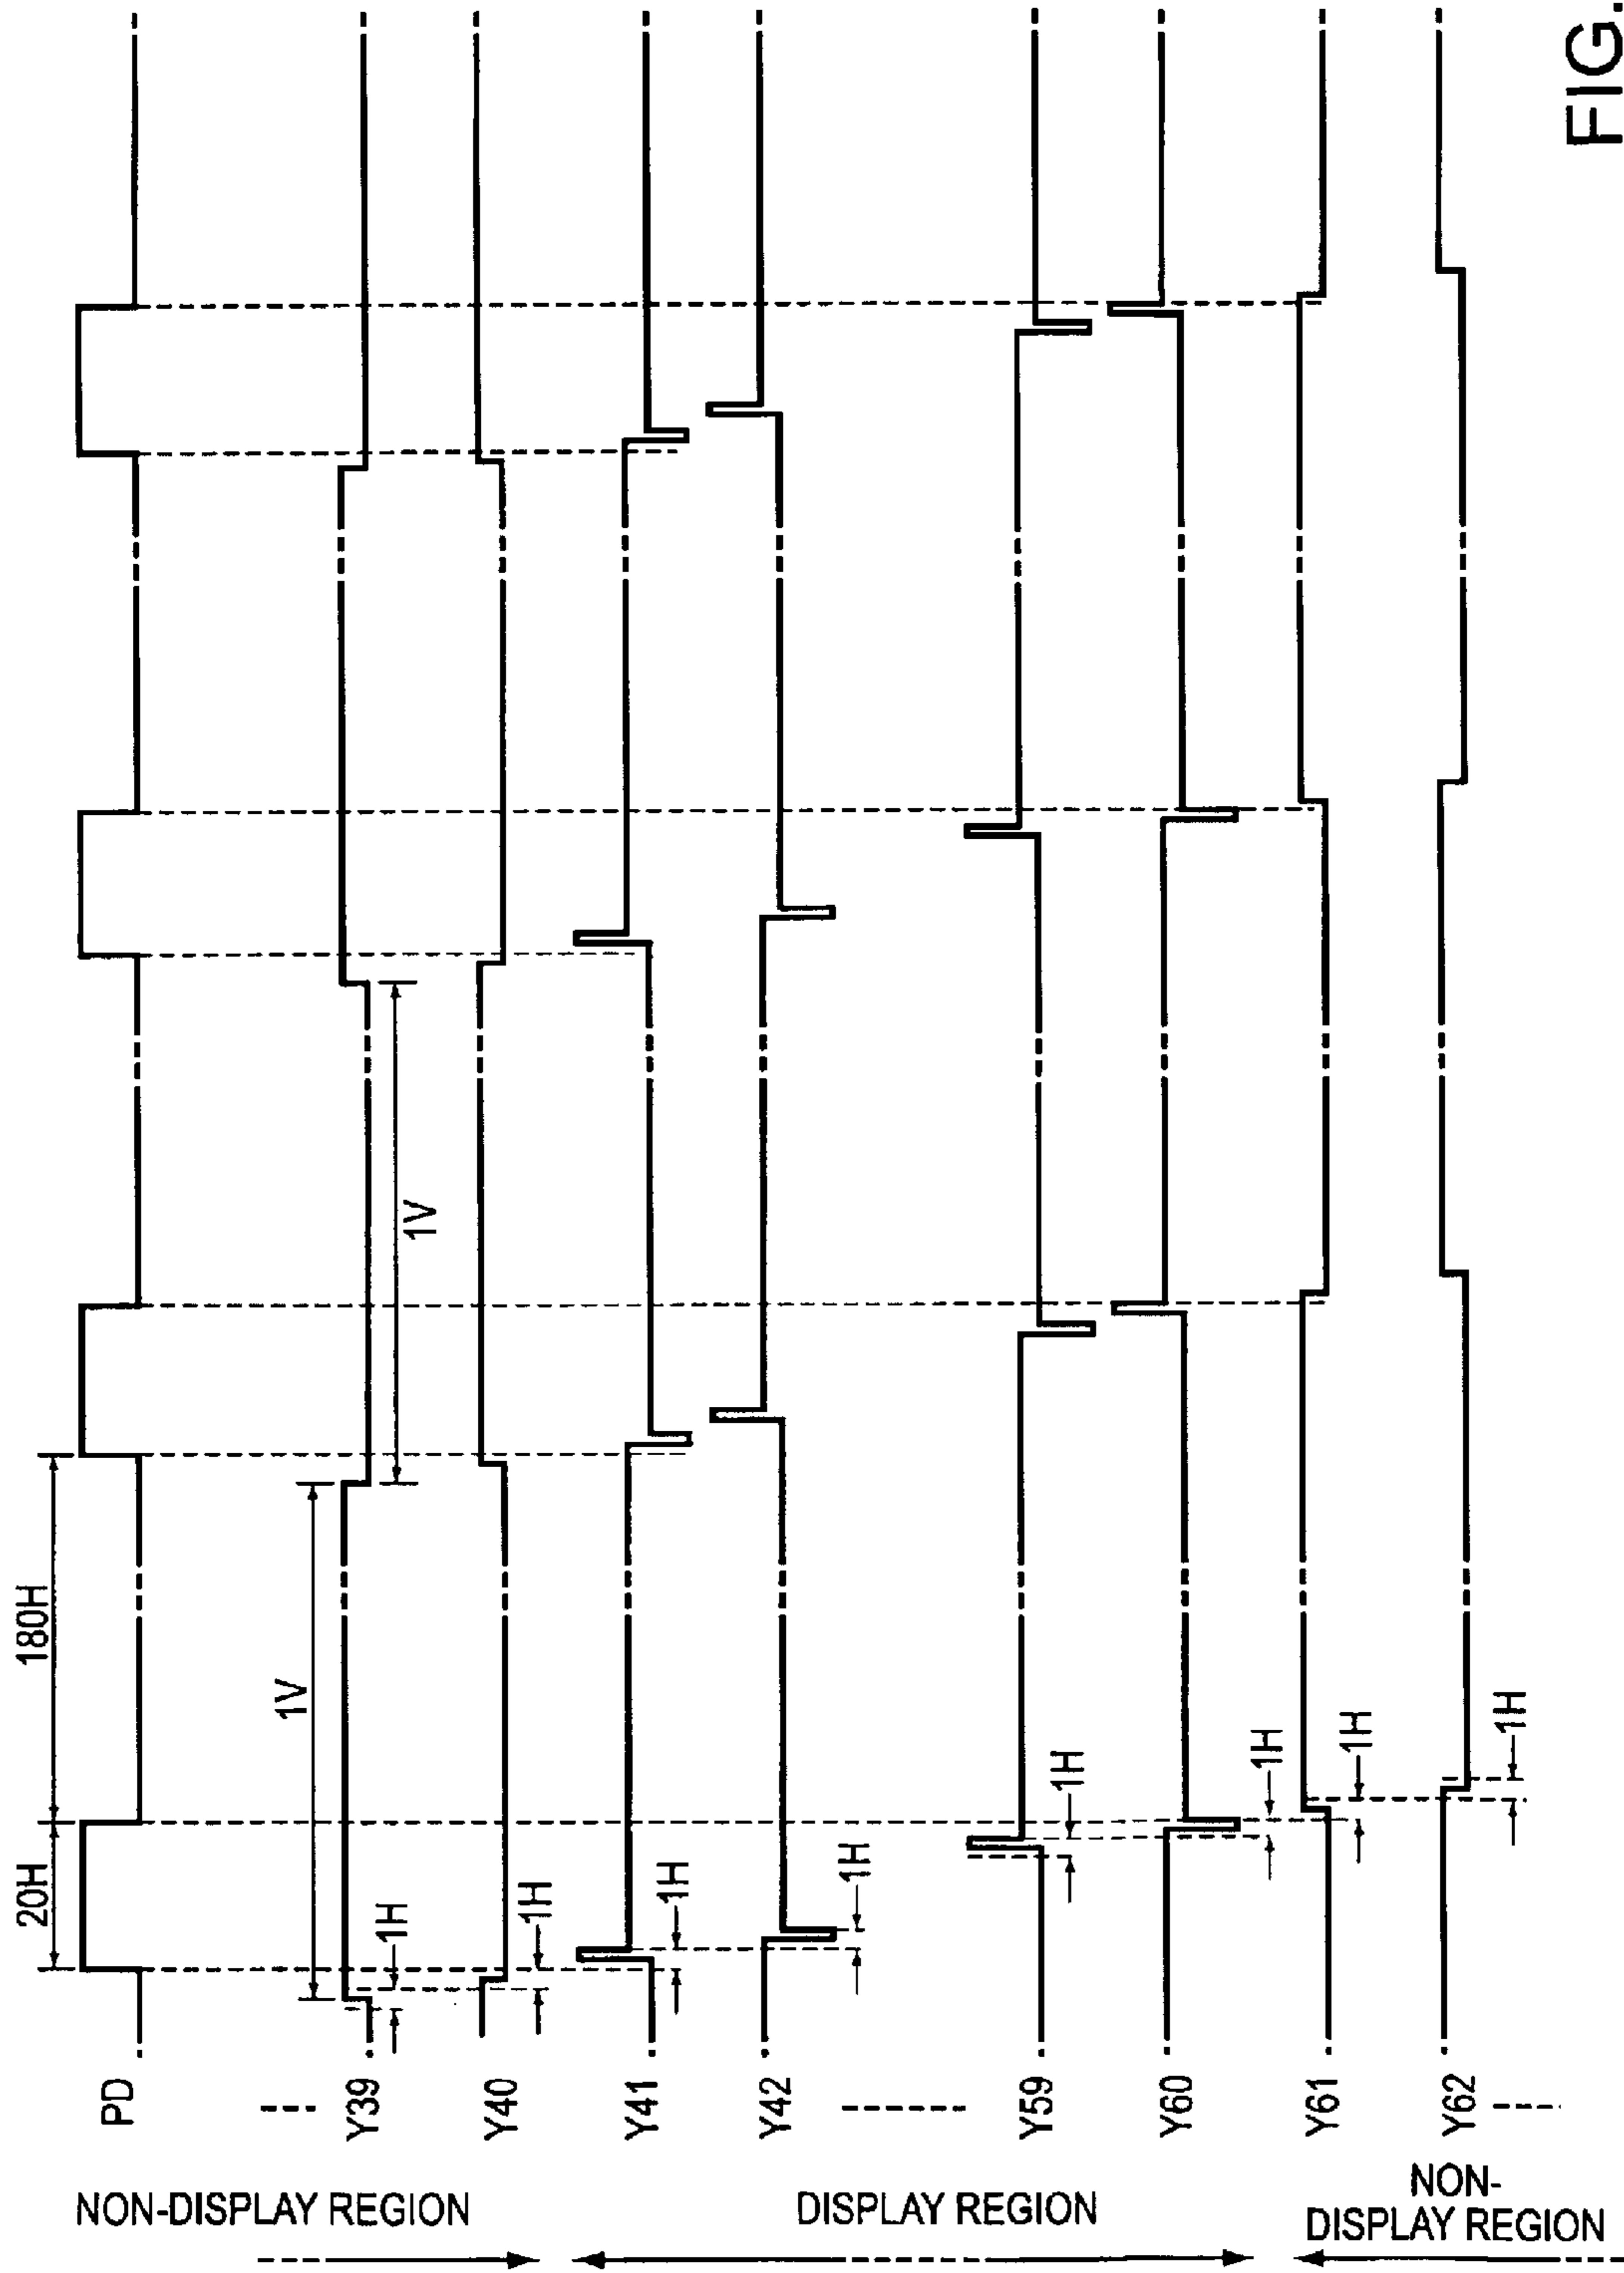 20H
180H
PD
1V
1V
1H
Y39
1H
Y40
1H
Y41
1H
Y42
1H
Y59
1H
Y60
1H
Y61
1H
Y62
NON-DISPLAY REGION
DISPLAY REGION
NON-
DISPLAY REGION
FIG.